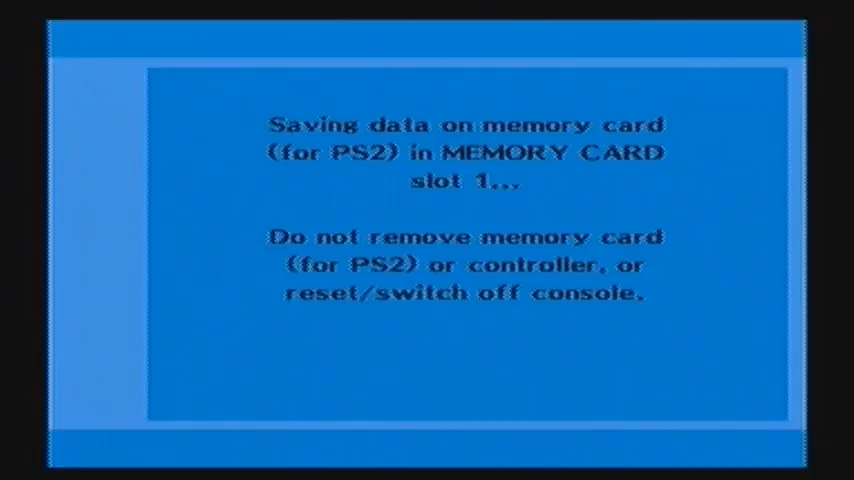 Saving data on memory card
(for PS2) in MEMORY CARD
slot 1...
Do not remove memory card
(for PS2) or controller, or
reset/switch off console.